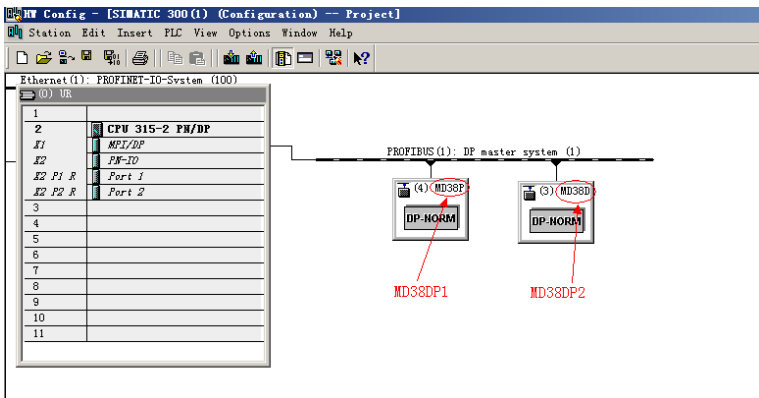 HW Config - [SIMATIC 300(1) (Configuration) -- Project]
Station Edit Insert PLC View Options Window Help
Ethernet(1): PROFINET-IO-System (100)
(0) UR
1
2 CPU 315-2 PN/DP
X1 MPI/DP
X2 PN-IO
X2 P1 R Port 1
X2 P2 R Port 2
3
4
5
6
7
8
9
10
11
PROFIBUS(1): DP master system (1)
(4) MD38P
DP-NORM
(3) MD38D
DP-NORM
MD38DP1
MD38DP2